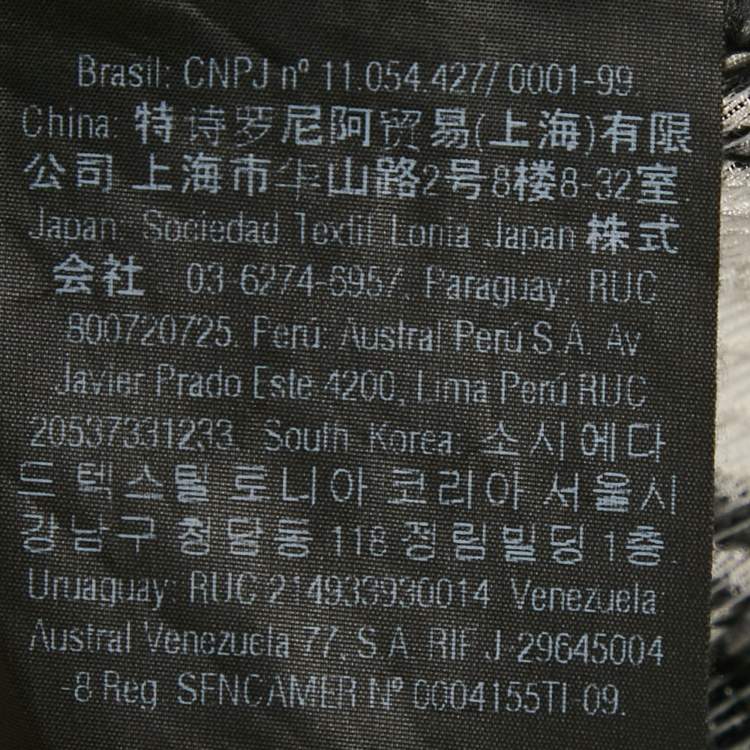 Brasil: CNPJ nº 11.054.427/0001-99.
China: 特诗罗尼阿贸易(上海)有限
公司 上海市华山路2号8楼8-32室.
Japan: Sociedad Textil Lonia Japan 株式
会社 03-6274-6957. Paraguay: RUC
800720725. Perú: Austral Perú S.A. Av
Javier Prado Este 4200, Lima Perú RUC
20537331233. South Korea: 소시에다
드 텍스틸 로니아 코리아 서울시
강남구 청담동 118 정림빌딩 1층.
Uruaguay: RUC 214933930014 Venezuela:
Austral Venezuela 77, S.A. RIF J-29645004
-8 Reg. SENCAMER Nº 0004155TI-09.